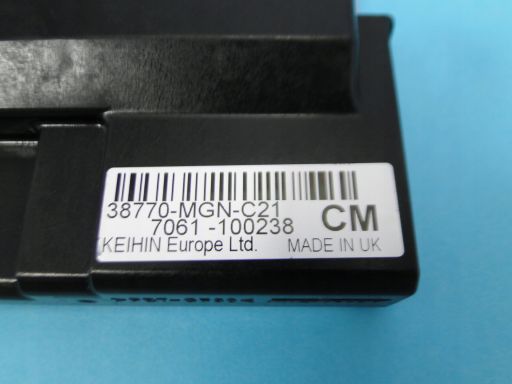 38770-MGN-C21
7061 -100238
CM
KEIHIN Europe Ltd. MADE IN UK